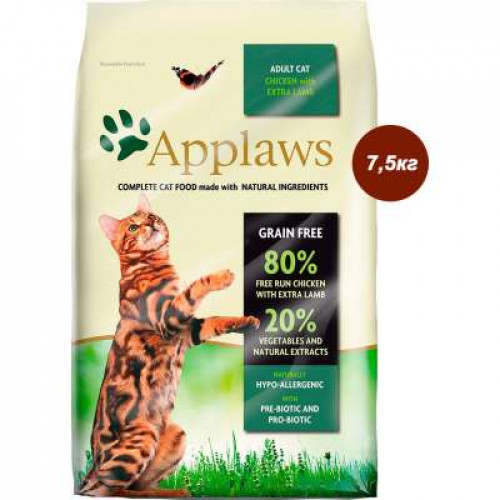 ADULT CAT
CHICKEN with
EXTRA LAMB
Applaws
COMPLETE CAT FOOD made with NATURAL INGREDIENTS
7,5кг
GRAIN FREE
80%
FREE RUN CHICKEN
WITH EXTRA LAMB
20%
VEGETABLES AND
NATURAL EXTRACTS
NATURALLY
HYPO-ALLERGENIC
WITH
PRE-BIOTIC AND
PRO-BIOTIC